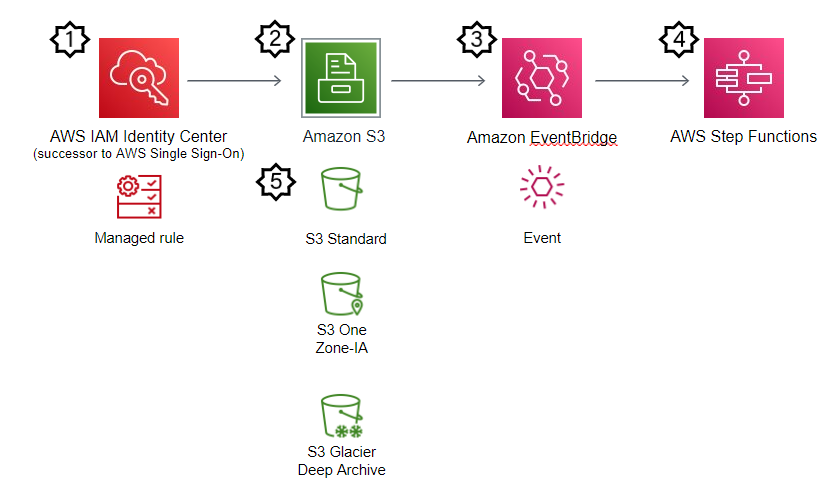 1
2
3
4
AWS IAM Identity Center
(successor to AWS Single Sign-On)
Amazon S3
Amazon EventBridge
AWS Step Functions
5
Managed rule
S3 Standard
Event
S3 One
Zone-IA
S3 Glacier
Deep Archive